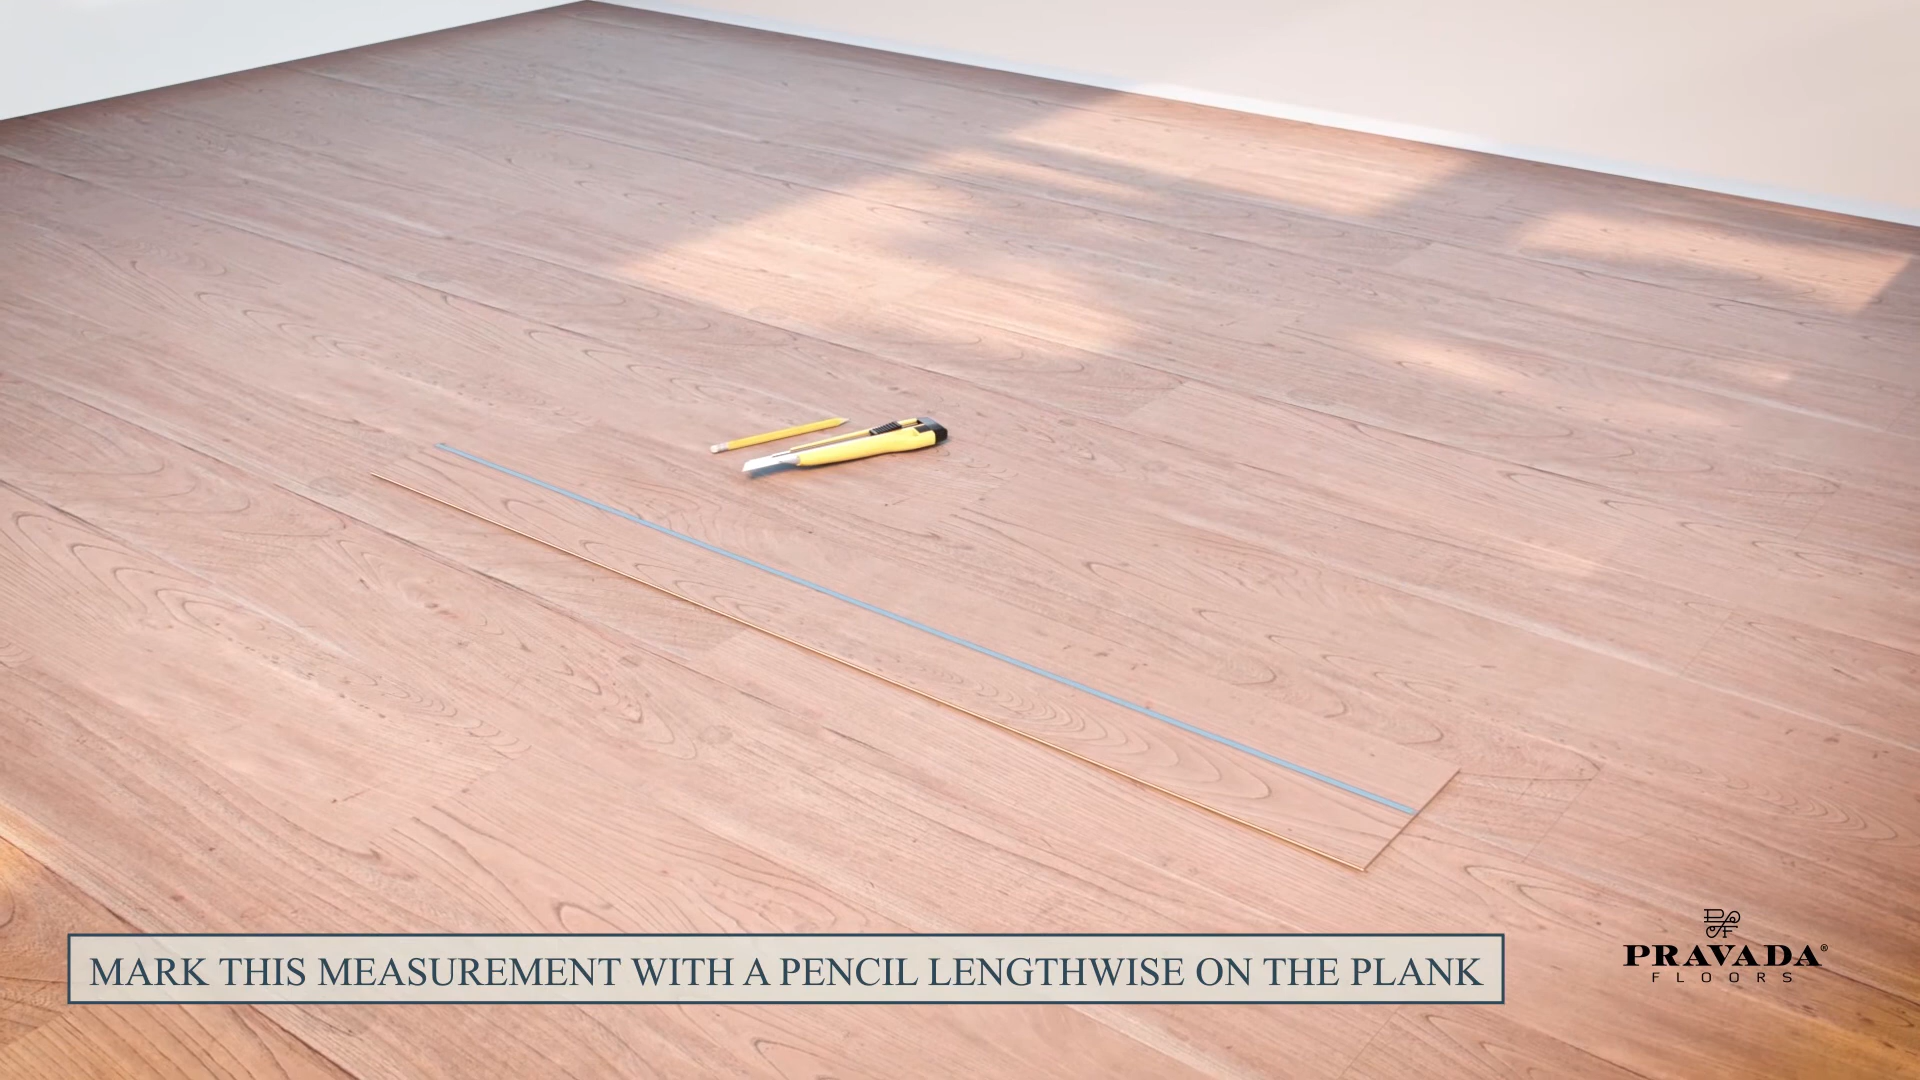 MARK THIS MEASUREMENT WITH A PENCIL LENGTHWISE ON THE PLANK
PRAVADA®
FLOORS